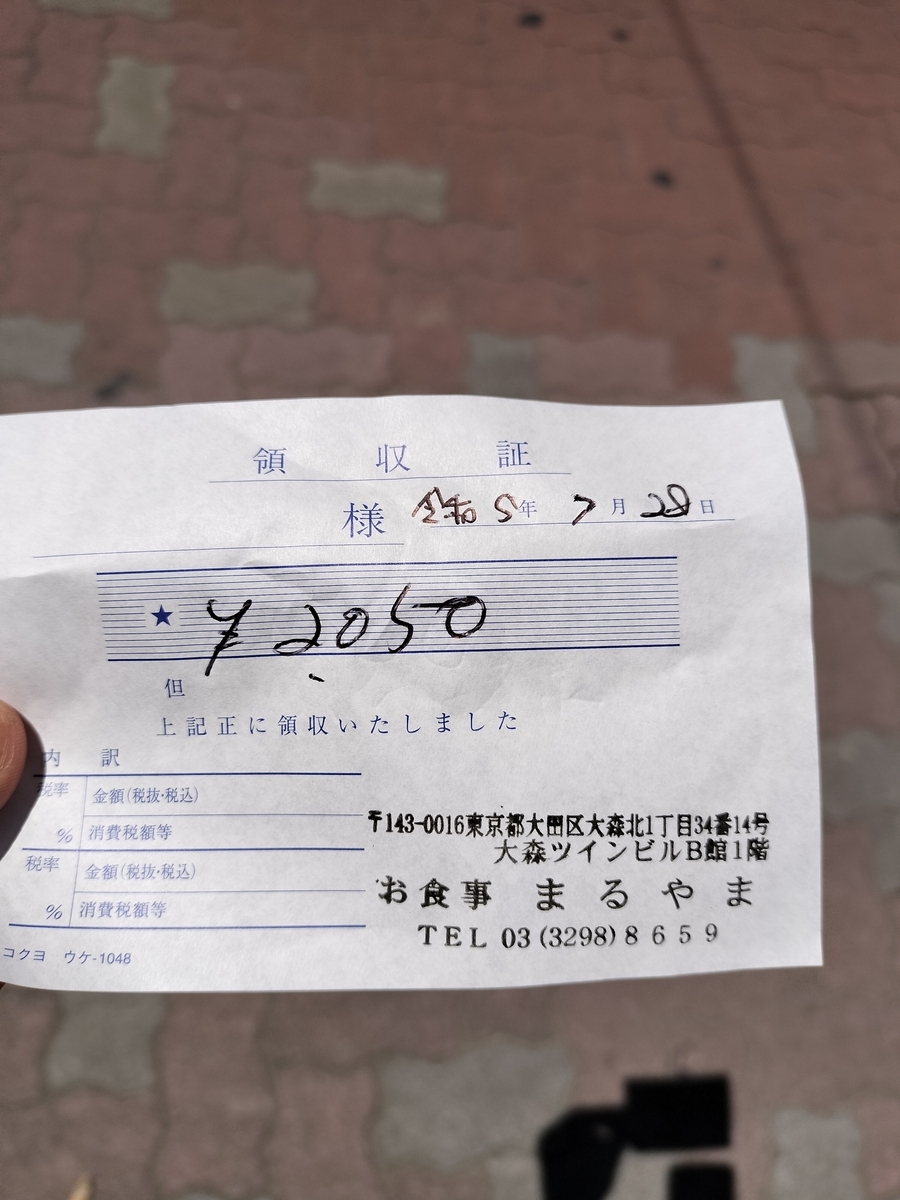 領 収 証
様 令和5年 7月 28日
★ ¥2050
但
上記正に領収いたしました
内 訳
税率 金額(税抜・税込)
% 消費税額等
税率 金額(税抜・税込)
% 消費税額等
コクヨ ウケ-1048
〒143-0016東京都大田区大森北1丁目34番14号
大森ツインビルB館1階
お食事 まるやま
TEL 03(3298)8659